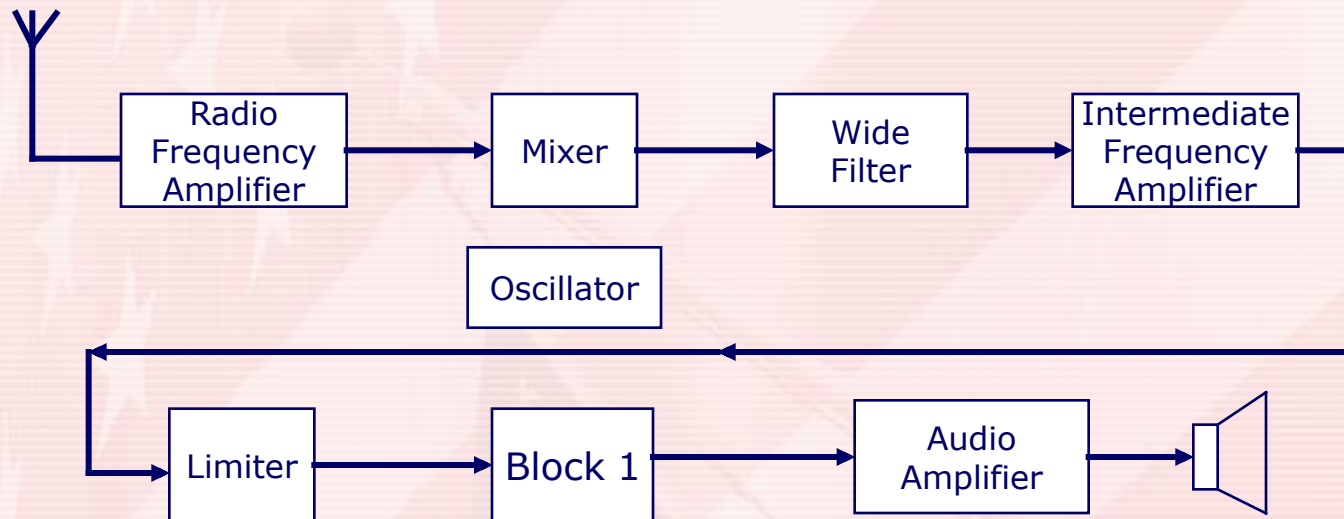 Radio
Frequency
Amplifier
Mixer
Wide
Filter
Intermediate
Frequency
Amplifier
Oscillator
Limiter
Block 1
Audio
Amplifier